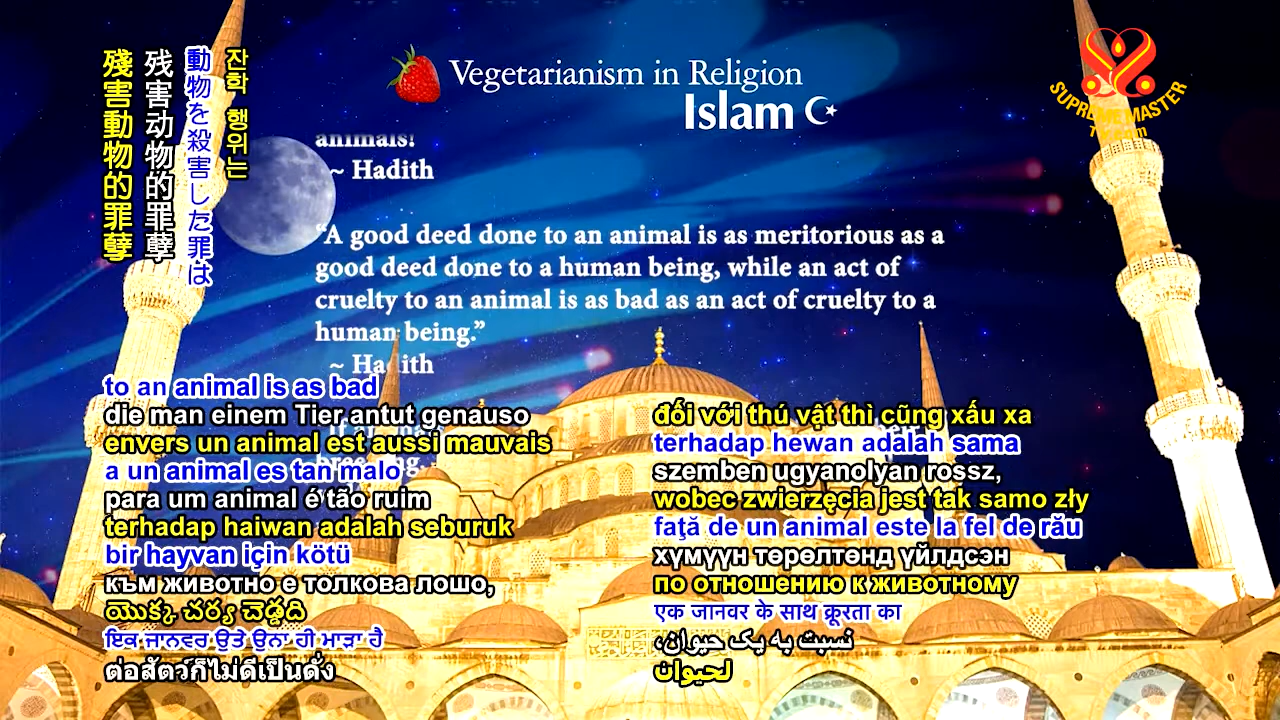 Vegetarianism in Religion
Islam
SUPREME MASTER
animals!
~ Hadith
"A good deed done to an animal is as meritorious as a
good deed done to a human being, while an act of
cruelty to an animal is as bad as an act of cruelty to a
human being."
~ Hadith
잔학 행위는
動物を殺害した罪は
残害动物的罪孽
殘害動物的罪孽
to an animal is as bad
die man einem Tier antut genauso
envers un animal est aussi mauvais
a un animal es tan malo
para um animal é tão ruim
terhadap haiwan adalah seburuk
bir hayvan için kötü
към животно е толкова лошо,
యొక్క చర్య చెడ్డది
ਇਕ ਜਾਨਵਰ ਉਤੇ ਉਨਾ ਹੀ ਮਾੜਾ ਹੈ
ต่อสัตว์ก็ไม่ดีเป็นดั่ง
đối với thú vật thì cũng xấu xa
terhadap hewan adalah sama
szemben ugyanolyan rossz,
wobec zwierzęcia jest tak samo zły
faţă de un animal este la fel de rău
хүмүүн төрөлтөнд үйлдсэн
по отношению к животному
एक जानवर के साथ क्रूरता का
نسبت به یک حیوان،
لحيوان